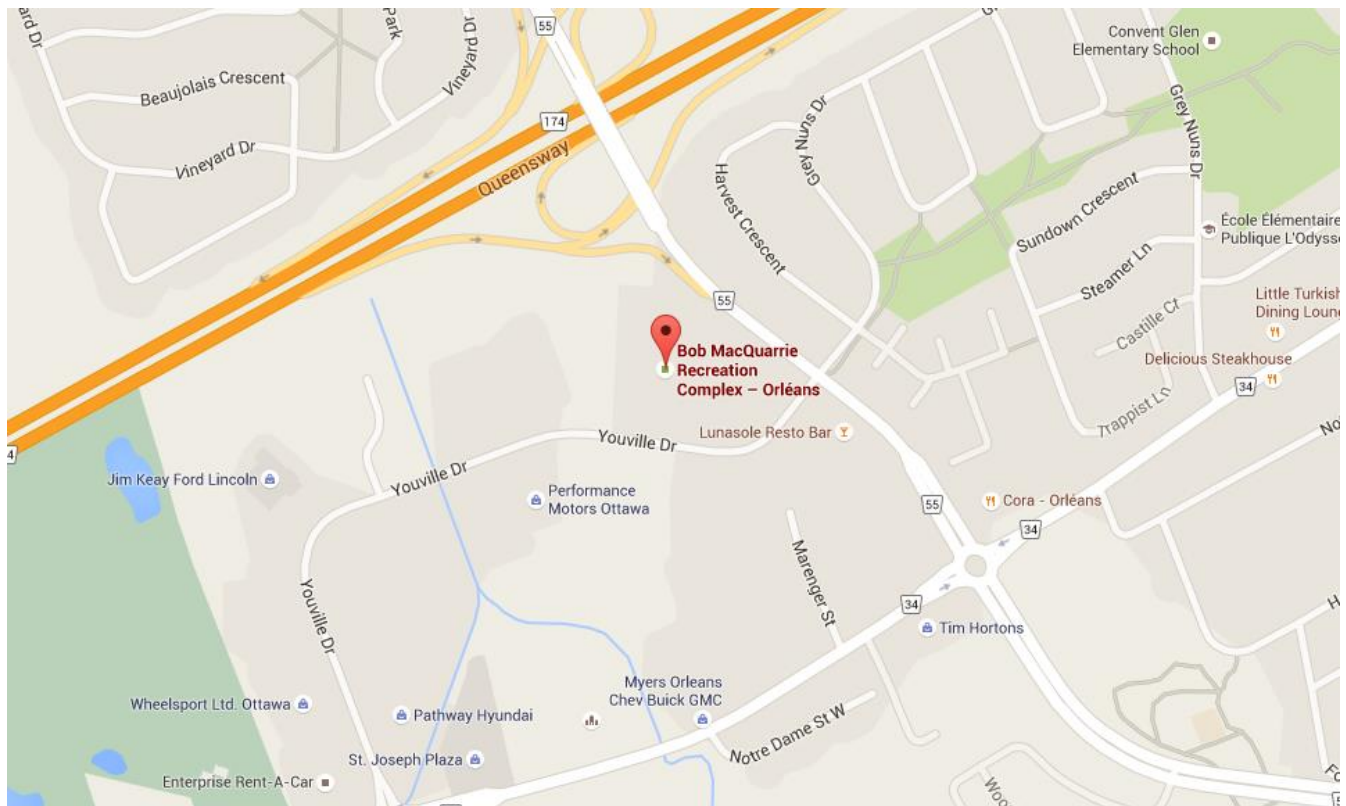 ard Dr
Park
Beaujolais Crescent
Vineyard Dr
Vineyard Dr
55
174
Queensway
Convent Glen
Elementary School
Grey Nuns Dr
Grey Nuns Dr
Harvest Crescent
Sundown Crescent
École Élémentaire
Publique L'Odyss
Steamer Ln
Castille Ct
Little Turkish
Dining Loun
55
Bob MacQuarrie
Recreation
Complex – Orléans
Delicious Steakhouse
34
Trappist Ln
No
Youville Dr
Lunasole Resto Bar
4
Jim Keay Ford Lincoln
Youville Dr
Performance
Motors Ottawa
55
Cora - Orléans
34
Marenger St
Youville Dr
34
Tim Hortons
H
Myers Orleans
Chev Buick GMC
Wheelsport Ltd. Ottawa
Pathway Hyundai
Notre Dame St W
St. Joseph Plaza
Enterprise Rent-A-Car
Woo
Fo